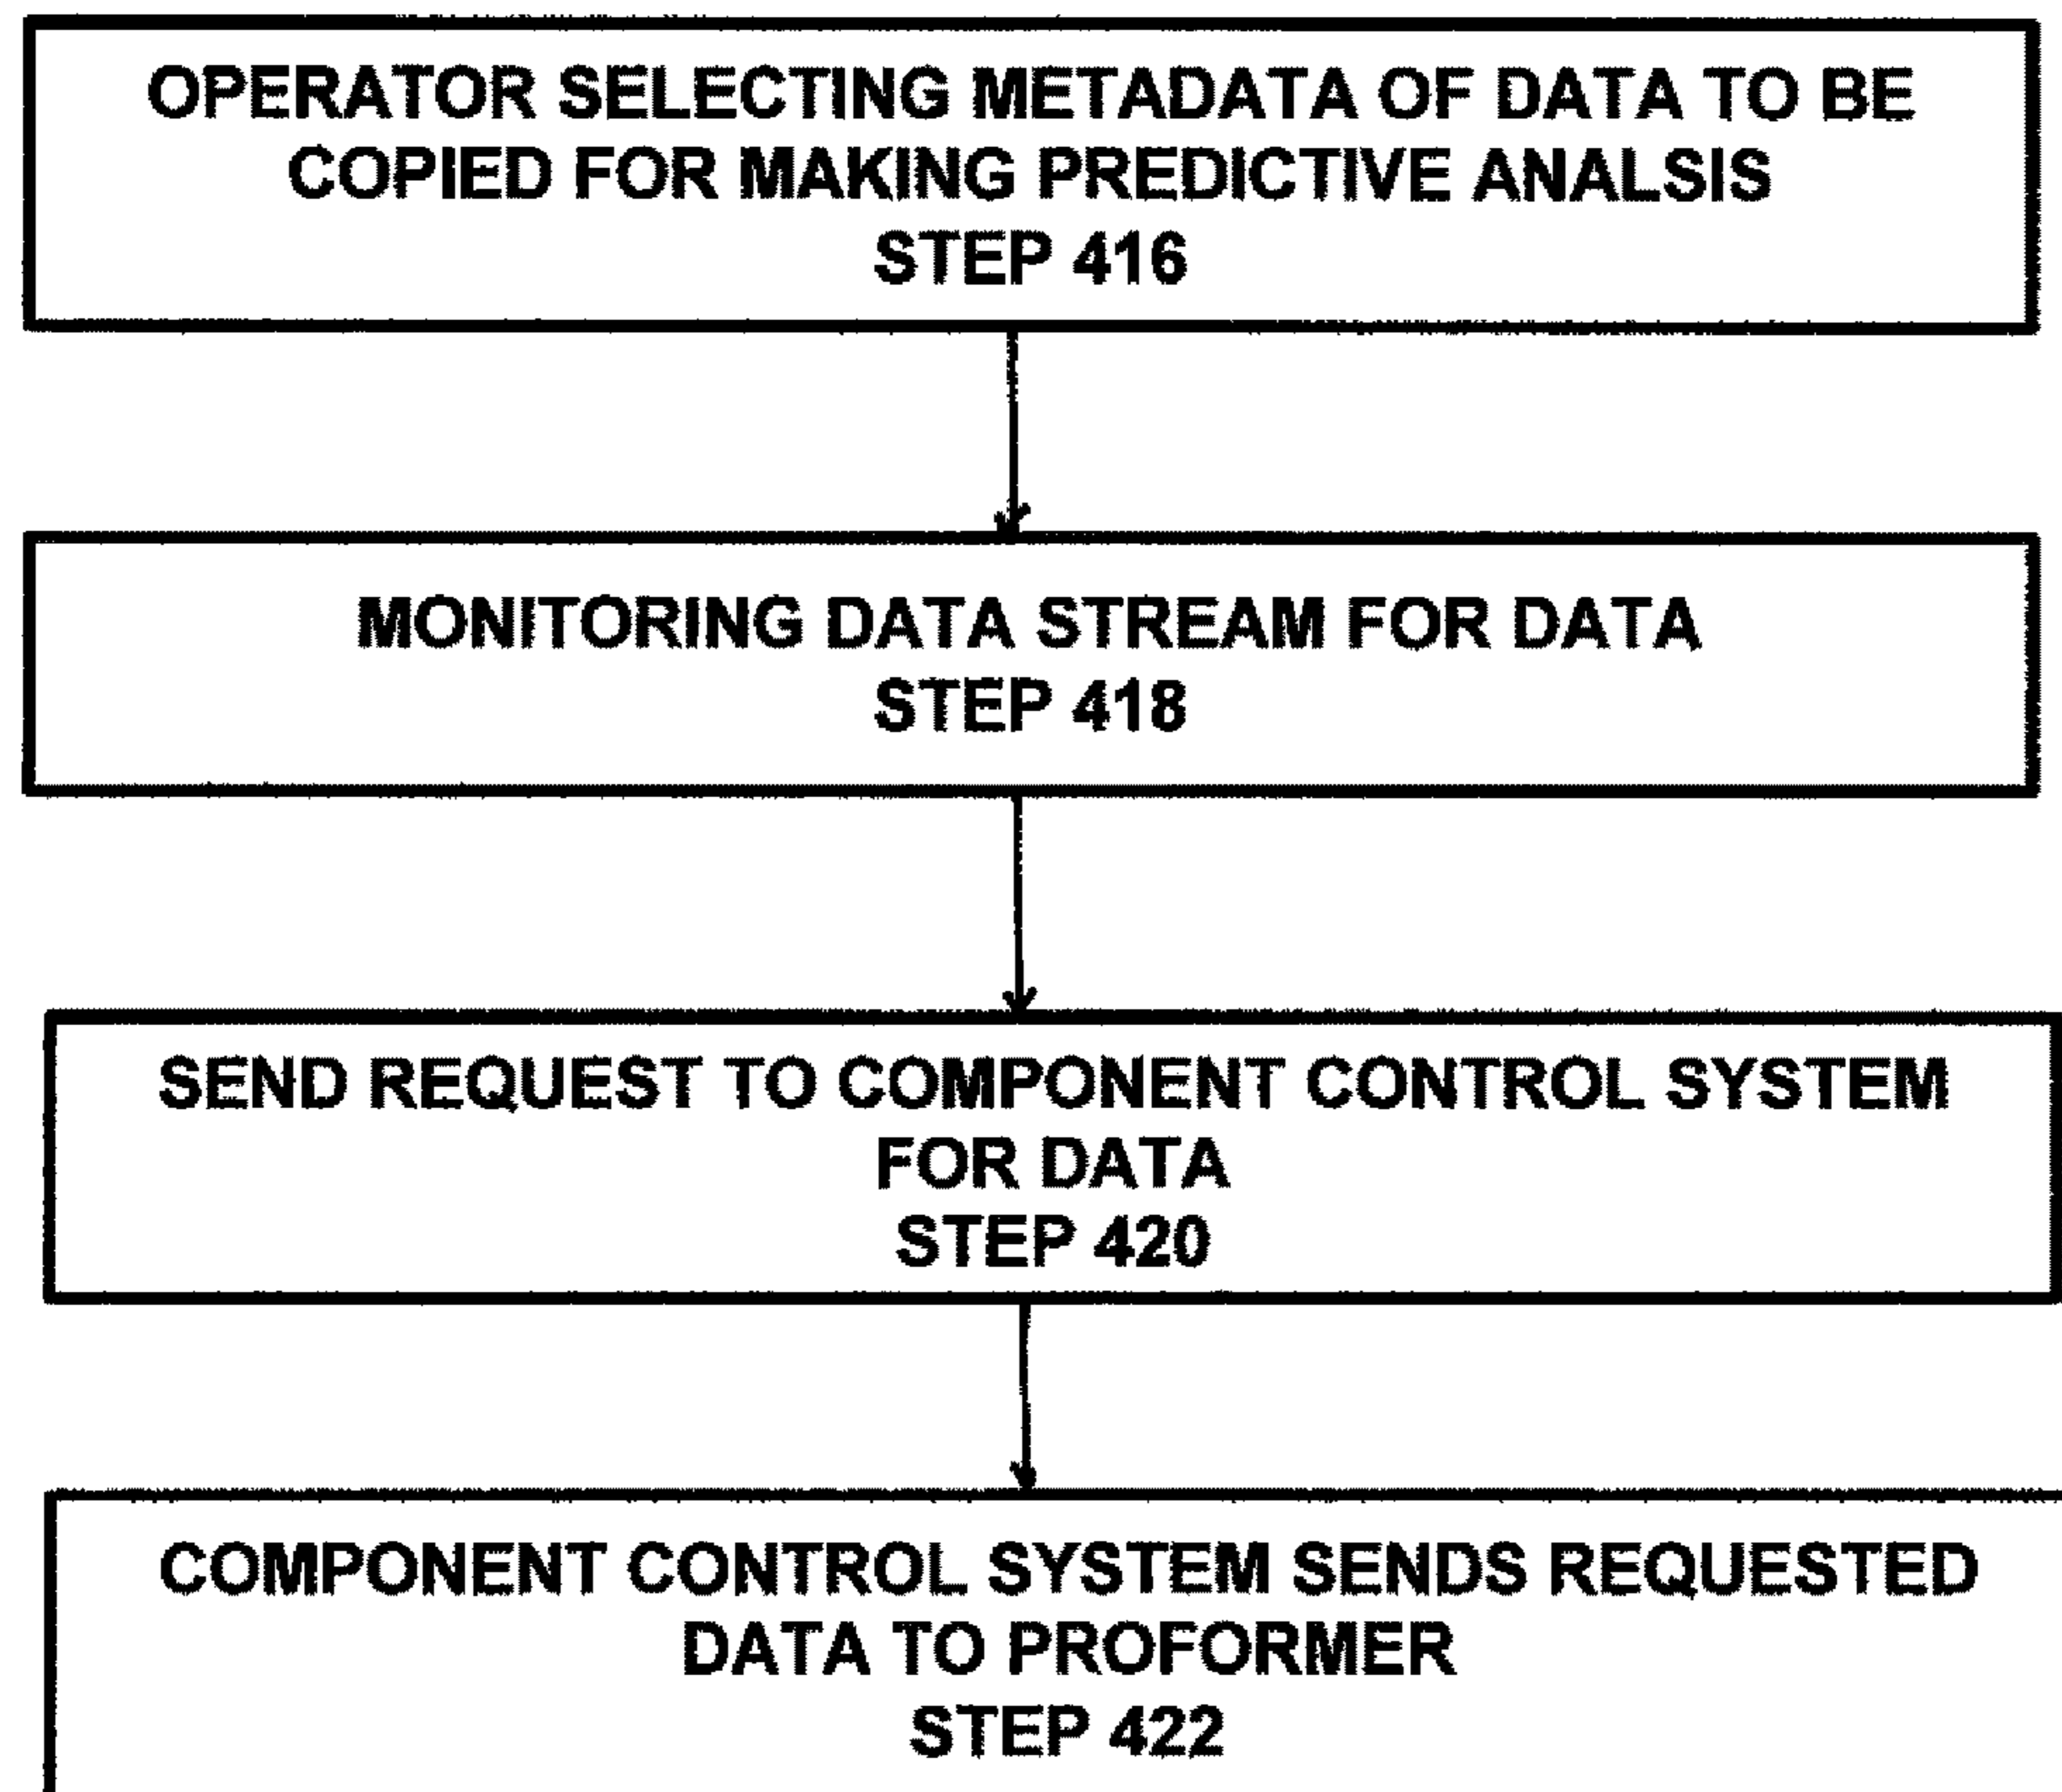 OPERATOR SELECTING METADATA OF DATA TO BE
COPIED FOR MAKING PREDICTIVE ANALSIS
STEP 416
MONITORING DATA STREAM FOR DATA
STEP 418
SEND REQUEST TO COMPONENT CONTROL SYSTEM
FOR DATA
STEP 420
COMPONENT CONTROL SYSTEM SENDS REQUESTED
DATA TO PROFORMER
STEP 422